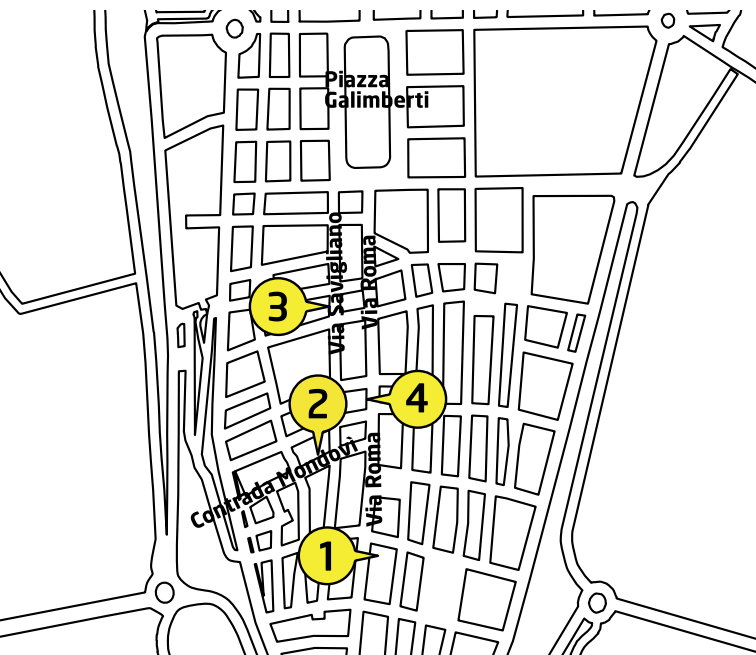 Piazza
Galimberti
Via Savigliano
Via Roma
3
2
4
Contrada Mondovì
Via Roma
1